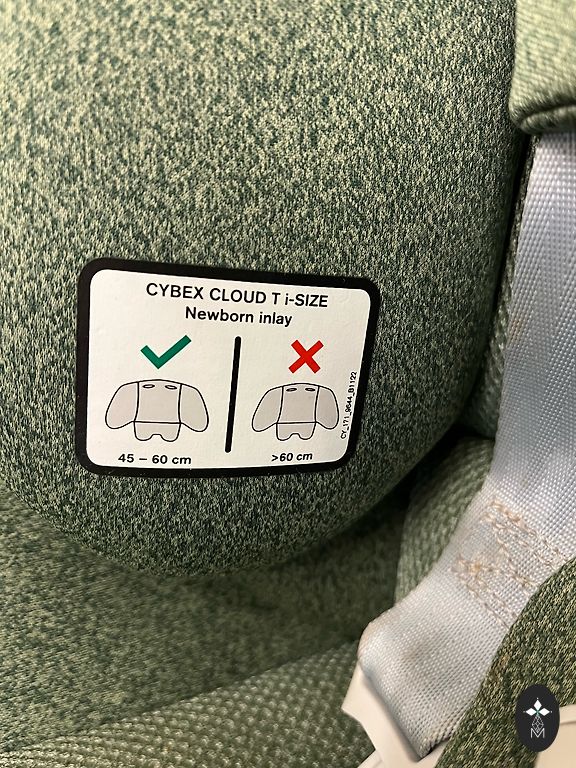 CYBEX CLOUD T i-SIZE
Newborn inlay
45 – 60 cm
>60 cm
CY_171_9644_B1122
M